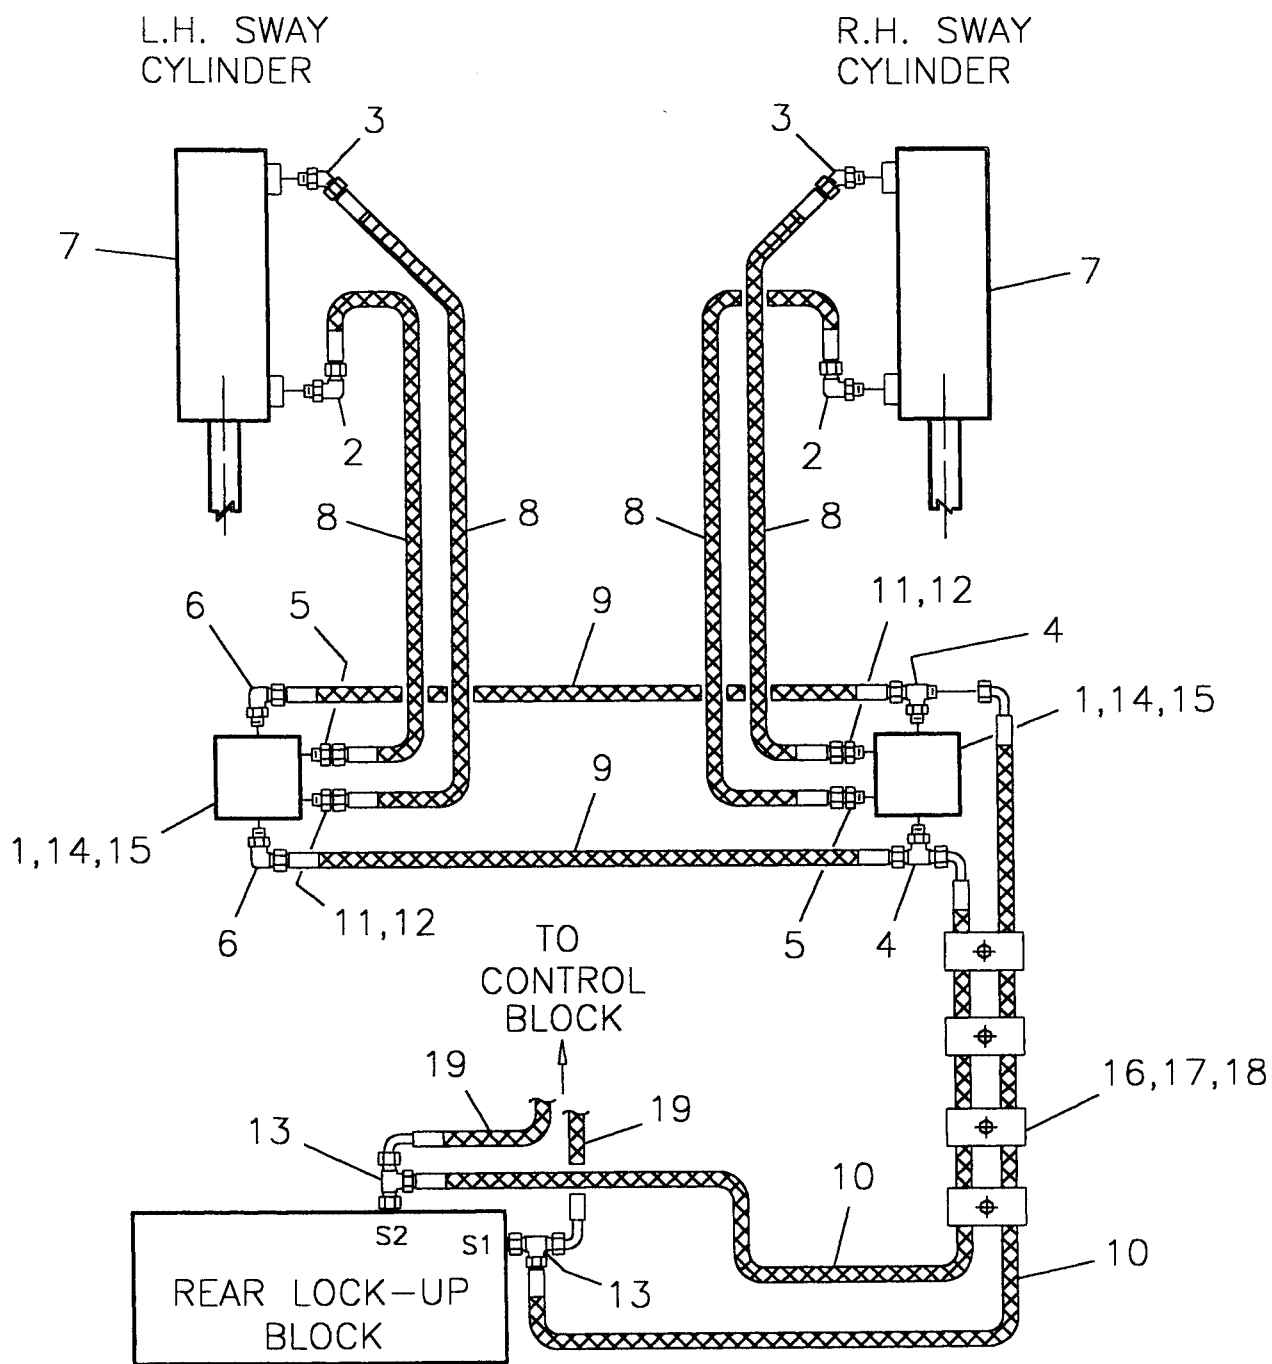 L.H. SWAY
CYLINDER
R.H. SWAY
CYLINDER
3
3
7
7
2
2
8
8
8
8
11,12
6
5
9
4
1,14,15
9
1,14,15
6
11,12
5
4
TO
CONTROL
BLOCK
19
19
16,17,18
13
10
S2
S1
13
10
REAR LOCK-UP
BLOCK